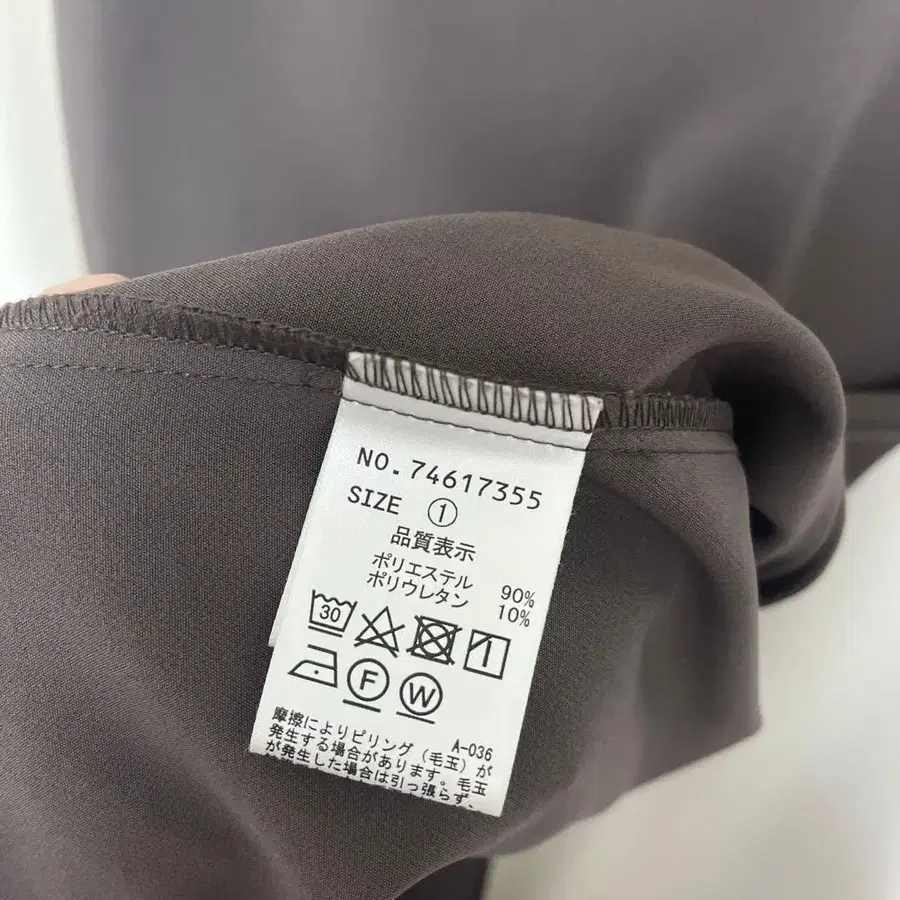 NO.74617355
SIZE ①
品質表示
ポリエステル 90%
ポリウレタン 10%
30
F W
A-036
摩擦によりピリング(毛玉)が
発生する場合があります。毛玉
が発生した場合は引っ張らず、